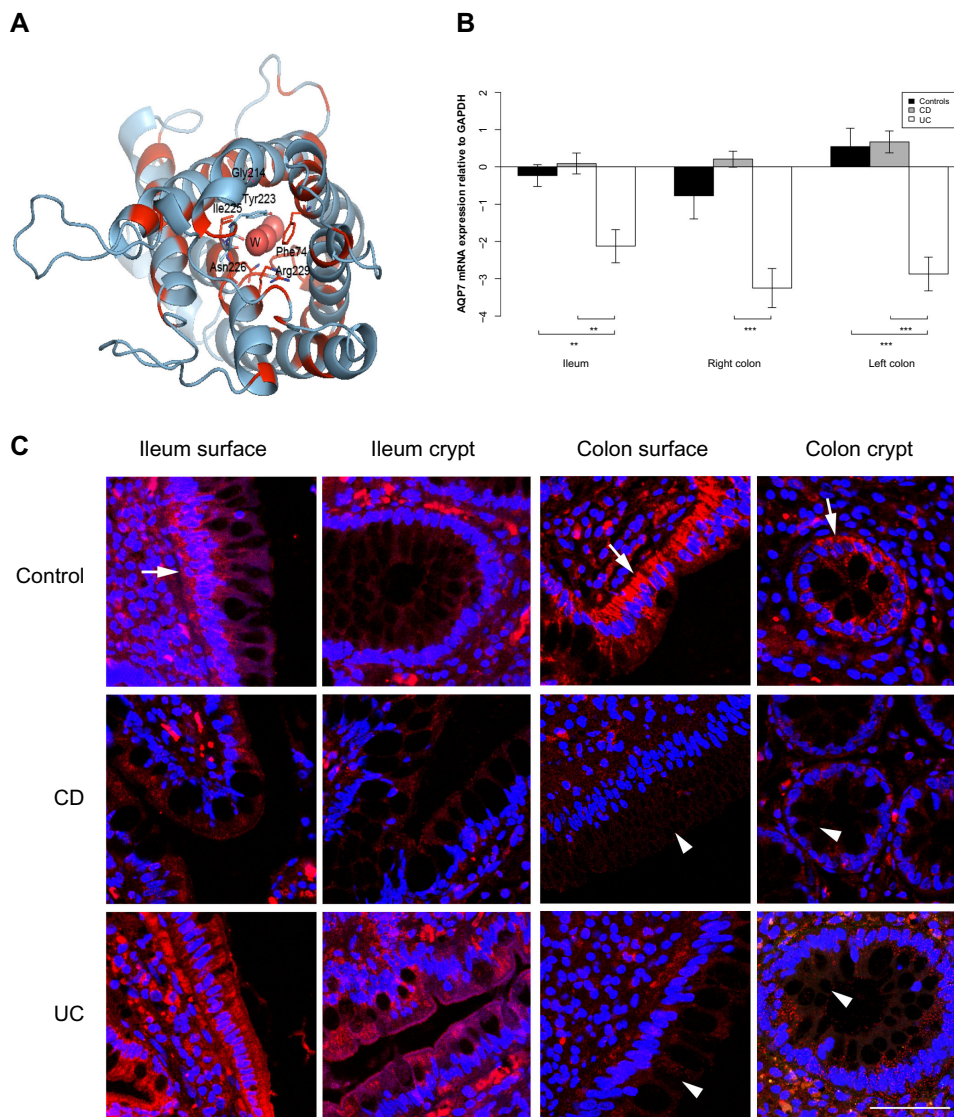 A
Gly214
Tyr223
Ile225
W
Phe74
Asn226
Arg229
B
AQP7 mRNA expression relative to GAPDH
2
1
0
−1
−2
−3
−4
Controls
CD
UC
** *** ***
** ***
Ileum Right colon Left colon
C
Ileum surface Ileum crypt Colon surface Colon crypt
Control
CD
UC